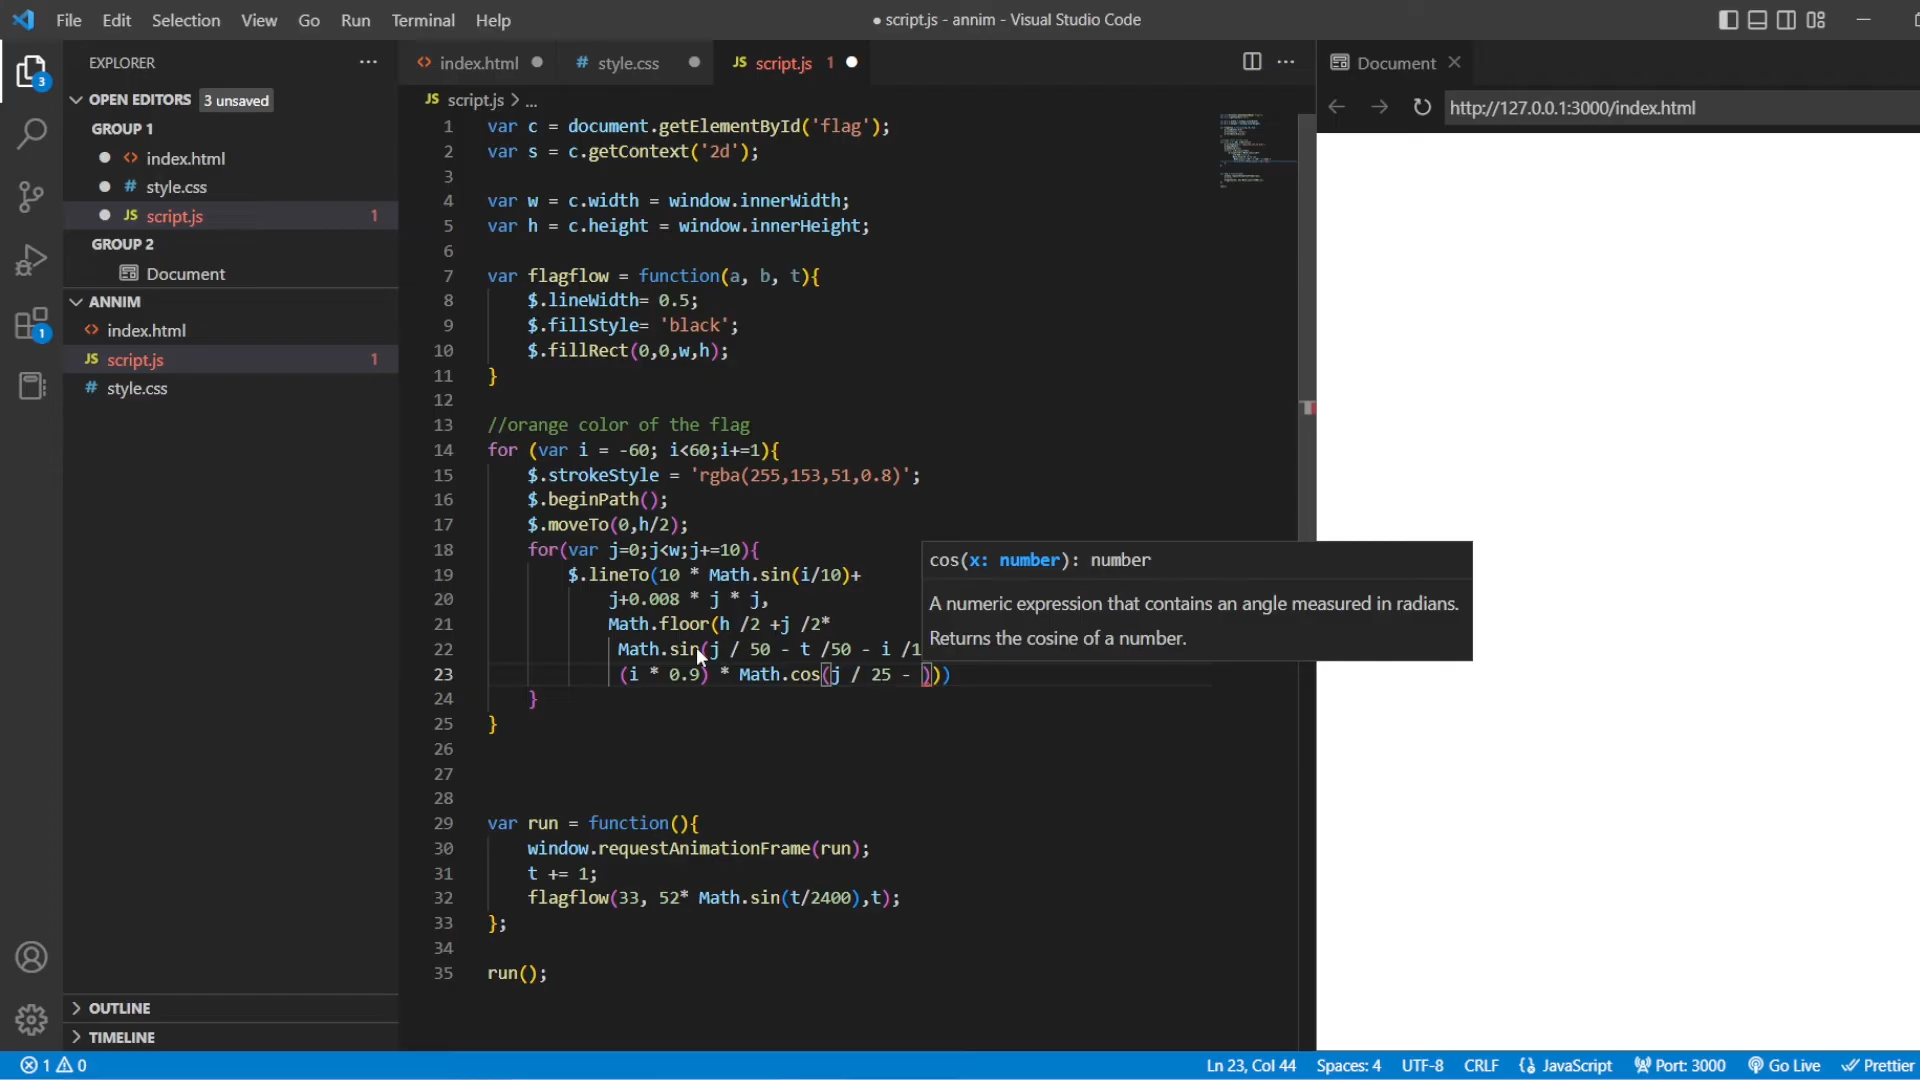 File Edit Selection View Go Run Terminal Help
● script.js - annim - Visual Studio Code
EXPLORER
OPEN EDITORS 3 unsaved
GROUP 1
index.html
style.css
script.js 1
GROUP 2
Document
ANNIM
index.html
script.js 1
style.css
OUTLINE
TIMELINE
3
1
index.html
style.css
script.js 1
script.js > ...
1 var c = document.getElementById('flag');
2 var s = c.getContext('2d');
3
4 var w = c.width = window.innerWidth;
5 var h = c.height = window.innerHeight;
6
7 var flagflow = function(a, b, t){
8 $.lineWidth= 0.5;
9 $.fillStyle= 'black';
10 $.fillRect(0,0,w,h);
11 }
12
13 //orange color of the flag
14 for (var i = -60; i<60;i+=1){
15 $.strokeStyle = 'rgba(255,153,51,0.8)';
16 $.beginPath();
17 $.moveTo(0,h/2);
18 for(var j=0;j<w;j+=10){
19 $.lineTo(10 * Math.sin(i/10)+
20 j+0.008 * j * j,
21 Math.floor(h /2 +j /2*
22 Math.sin(j / 50 - t /50 - i /1
23 (i * 0.9) * Math.cos(j / 25 - )))
24 }
25 }
26
27
28
29 var run = function(){
30 window.requestAnimationFrame(run);
31 t += 1;
32 flagflow(33, 52* Math.sin(t/2400),t);
33 };
34
35 run();
cos(x: number): number
A numeric expression that contains an angle measured in radians.
Returns the cosine of a number.
Document
http://127.0.0.1:3000/index.html
1 0
Ln 23, Col 44 Spaces: 4 UTF-8 CRLF JavaScript Port: 3000 Go Live Prettier